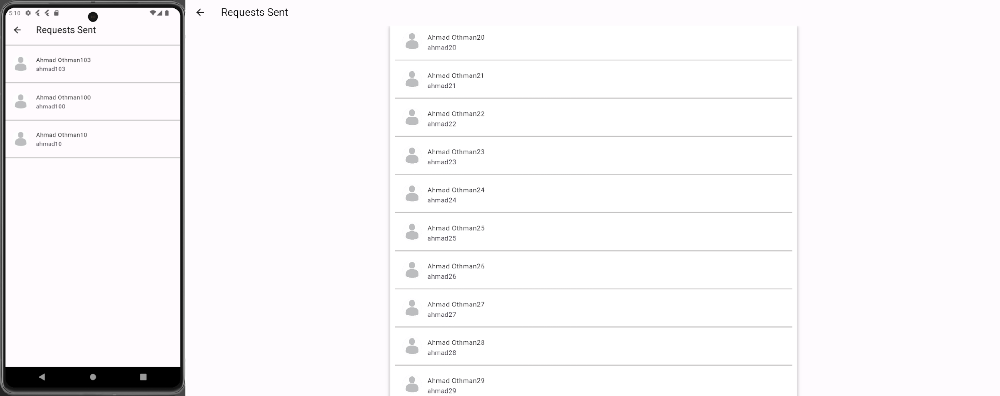 5:10
Requests Sent
Ahmad Othman103
ahmad103
Ahmad Othman100
ahmad100
Ahmad Othman10
ahmad10
Requests Sent
Ahmad Othman20
ahmad20
Ahmad Othman21
ahmad21
Ahmad Othman22
ahmad22
Ahmad Othman23
ahmad23
Ahmad Othman24
ahmad24
Ahmad Othman25
ahmad25
Ahmad Othman26
ahmad26
Ahmad Othman27
ahmad27
Ahmad Othman28
ahmad28
Ahmad Othman29
ahmad29